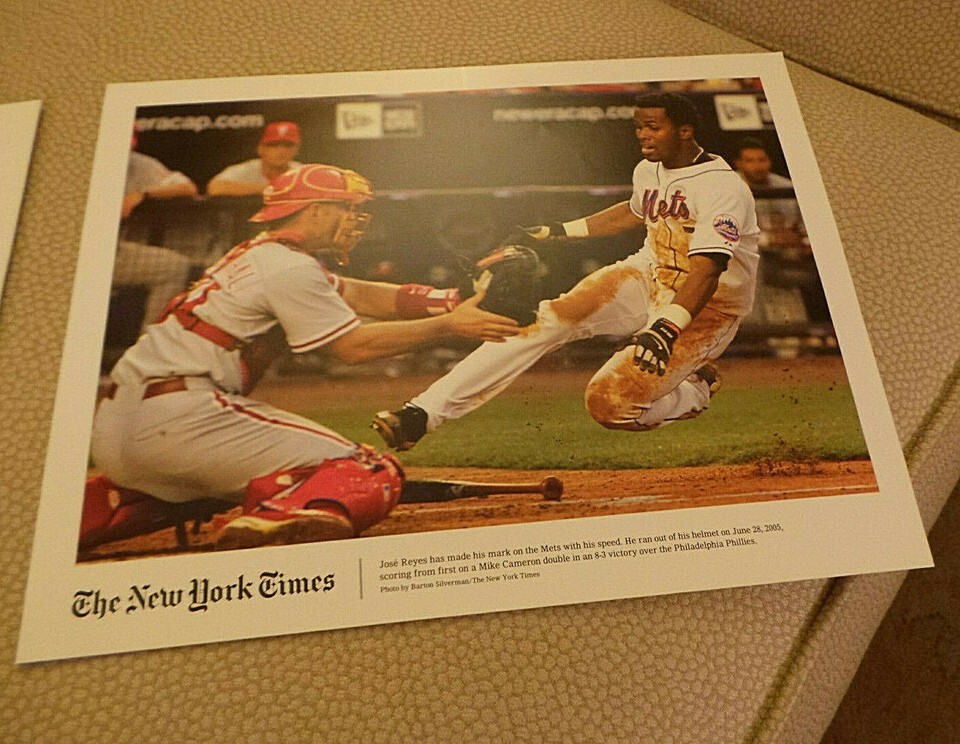 eracap.com
neweracap.co
Mets
Mets
The New York Times
José Reyes has made his mark on the Mets with his speed. He ran out of his helmet on June 28, 2005,
scoring from first on a Mike Cameron double in an 8-3 victory over the Philadelphia Phillies.
Photo by Barton Silverman/The New York Times